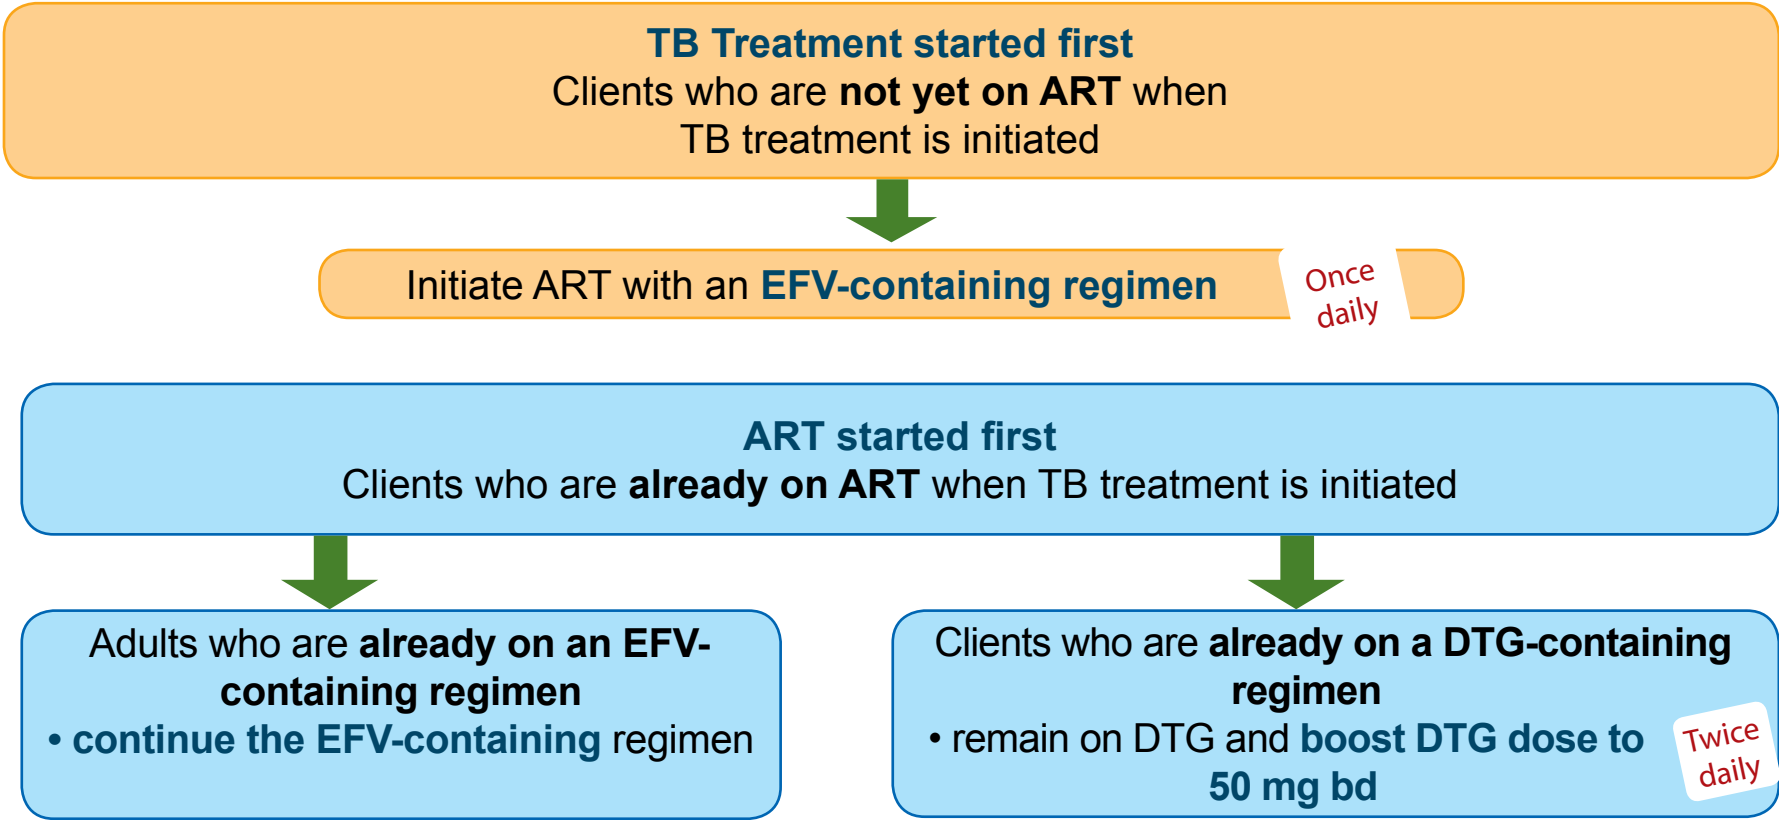 TB Treatment started first
Clients who are not yet on ART when
TB treatment is initiated
Initiate ART with an EFV-containing regimen
Once
daily
ART started first
Clients who are already on ART when TB treatment is initiated
Adults who are already on an EFV-
containing regimen
• continue the EFV-containing regimen
Clients who are already on a DTG-containing
regimen
• remain on DTG and boost DTG dose to
50 mg bd
Twice
daily